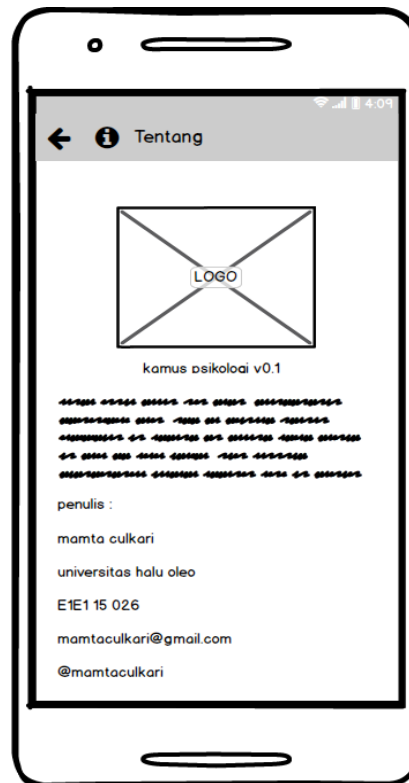 4:09
Tentang
LOGO
kamus psikologi v0.1
penulis :
mamta culkari
universitas halu oleo
E1E1 15 026
mamtaculkari@gmail.com
@mamtaculkari